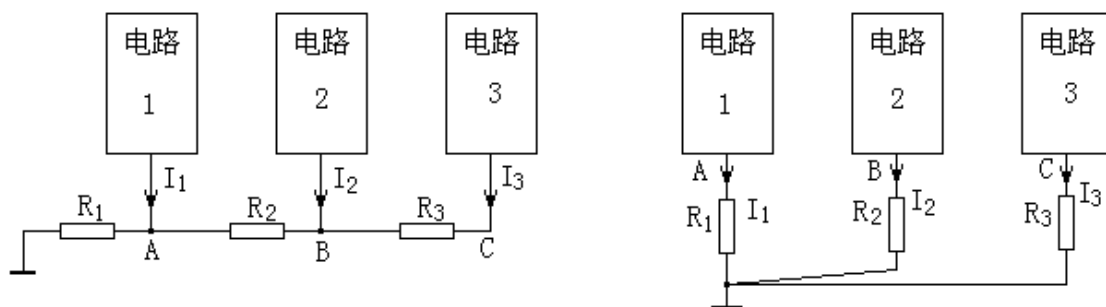 电路 电路 电路 电路 电路 电路
1 2 3 1 2 3
I1 I2 I3 A B C
R1 R2 R3 R1 I1 R2 I2 R3 I3
A B C